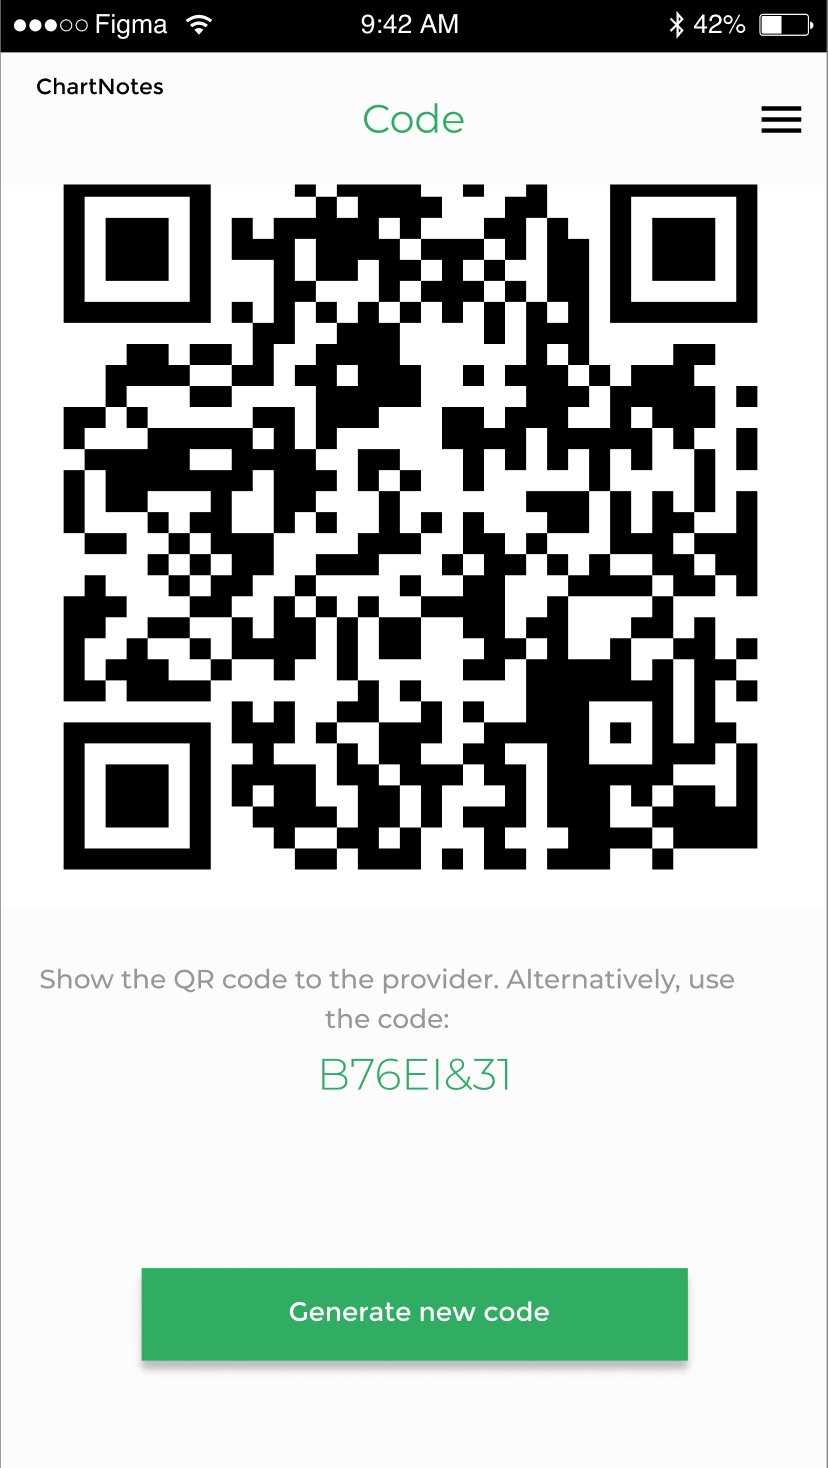 Figma 9:42 AM 42%
ChartNotes
Code
Show the QR code to the provider. Alternatively, use
the code:
B76EI&31
Generate new code